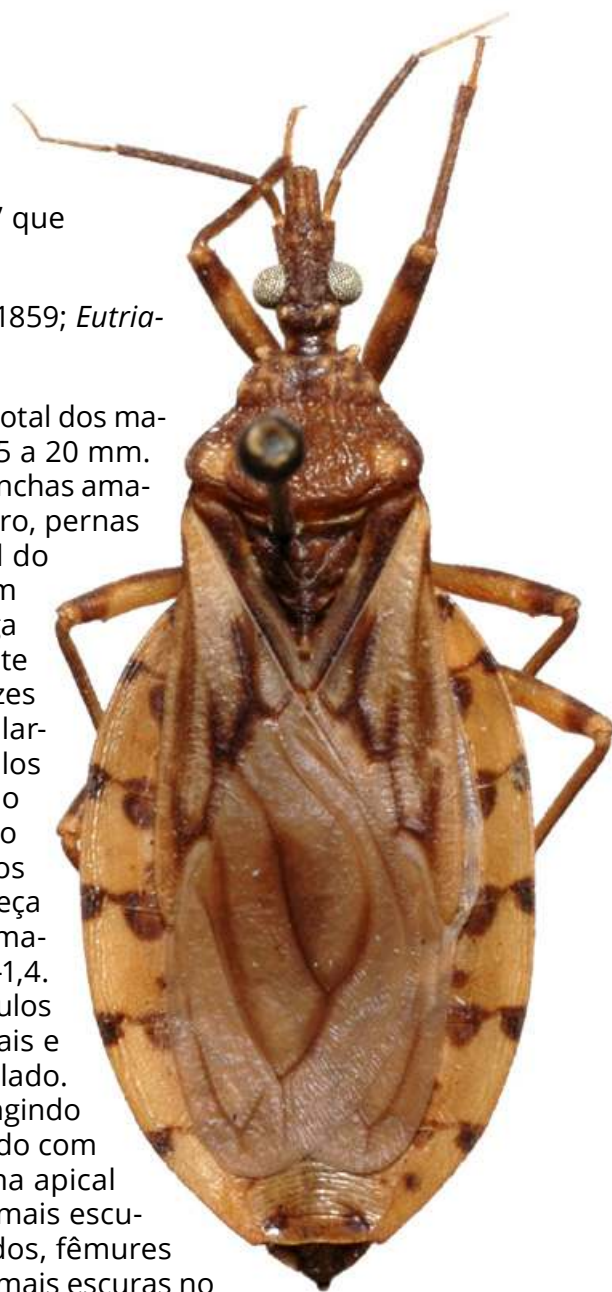 que
1859; Eutria-
otal dos ma-
5 a 20 mm.
nchas ama-
ro, pernas
do
m
te
zes
lar-
los
o
o
os
eça
ma-
1,4.
ulos
ais e
lado.
gindo
do com
na apical
mais escu-
dos, fêmures
mais escuras no